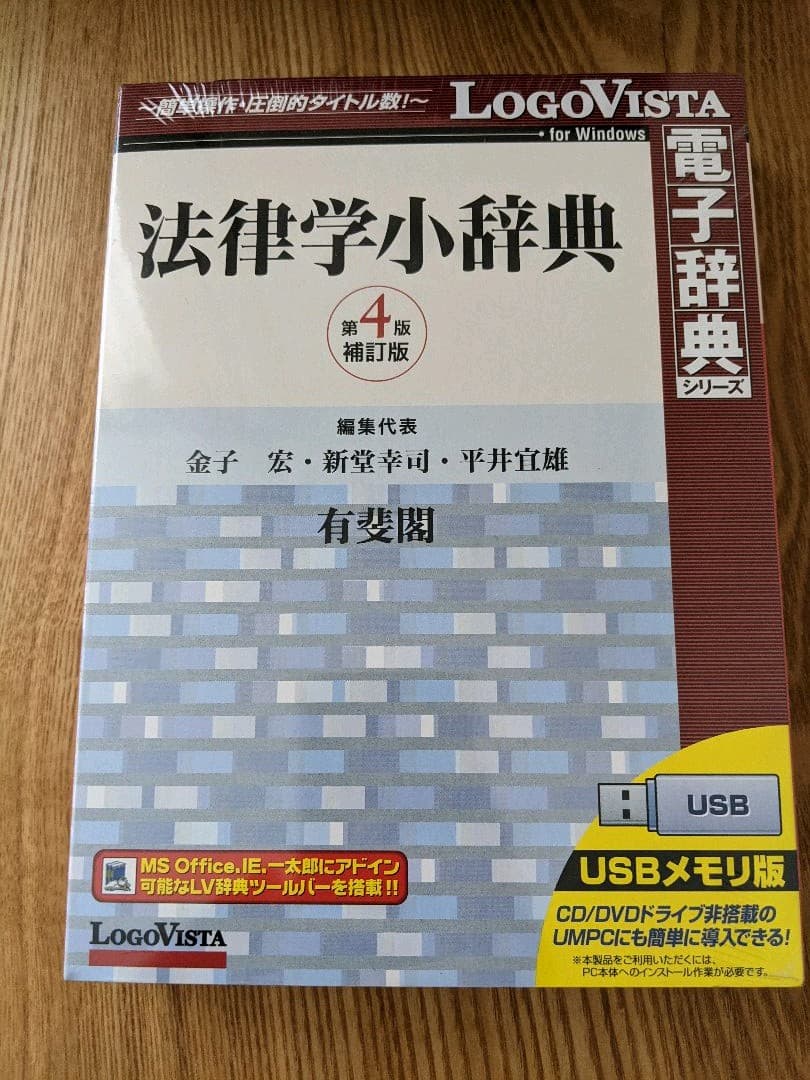 ~簡単操作・圧倒的タイトル数!~
LOGOVISTA
・for Windows
電子辞典
シリーズ
法律学小辞典
第4版
補訂版
編集代表
金子 宏・新堂幸司・平井宜雄
有斐閣
USB
USBメモリ版
CD/DVDドライブ非搭載の
UMPCにも簡単に導入できる!
※本製品をご利用いただくには、
PC本体へのインストール作業が必要です。
MS Office.IE.一太郎にアドイン
可能なLV辞典ツールバーを搭載!!
LOGOVISTA